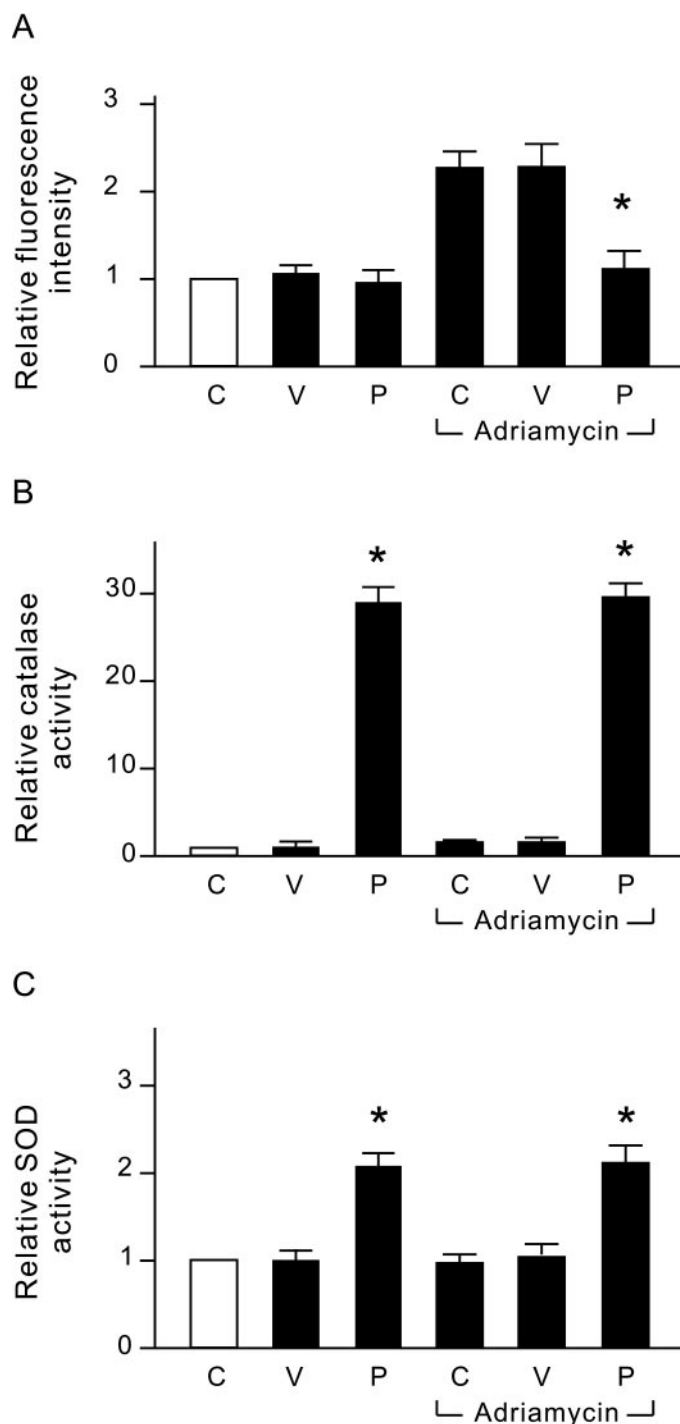 A
Relative fluorescence
intensity
3
2
1
0
*
C V P C V P
Adriamycin
B
Relative catalase
activity
30
20
10
0
* *
C V P C V P
Adriamycin
C
Relative SOD
activity
3
2
1
0
* *
C V P C V P
Adriamycin